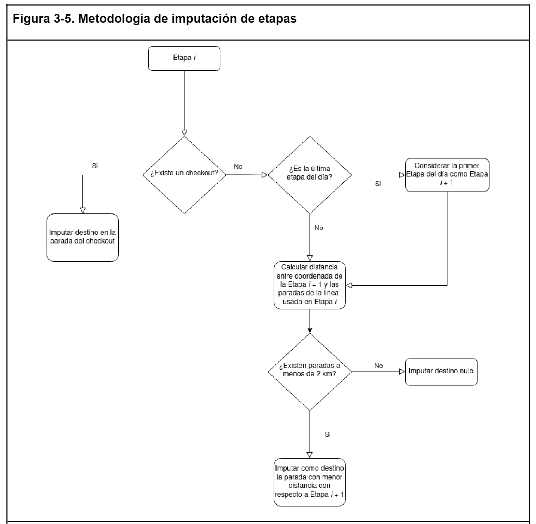 Figura 3-5. Metodología de imputación de etapas
Etapa i
¿Existe un checkout?
No
¿Es la última
etapa del día?
Si
Considerar la primer
Etapa del día como Etapa
i + 1
Si
Imputar destino en la
parada del checkout
No
Calcular distancia
entre coordenada de
la Etapa i + 1 y las
paradas de la línea
usada en Etapa i
¿Existen paradas a
menos de 2 km?
No
Imputar destino nulo
Si
Imputar como destino
la parada con menor
distancia con
respecto a Etapa i + 1